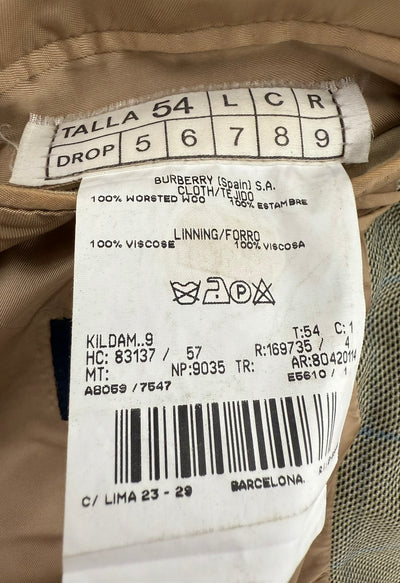 TALLA 54 L C R
DROP 5 6 7 8 9
BURBERRY (Spain) S.A.
CLOTH/TEJIDO
100% WORSTED WOO 100% ESTAMBRE
LINNING/FORRO
100% VISCOSE 100% VISCOSA
P
KILDAM..9 T:54 C:1
HC: 83137 / 57 R:169735 / 4
MT: NP:9035 TR: AR:8042011
A8059 /7547 E5610 / 1
C/ LIMA 23 - 29 BARCELONA.